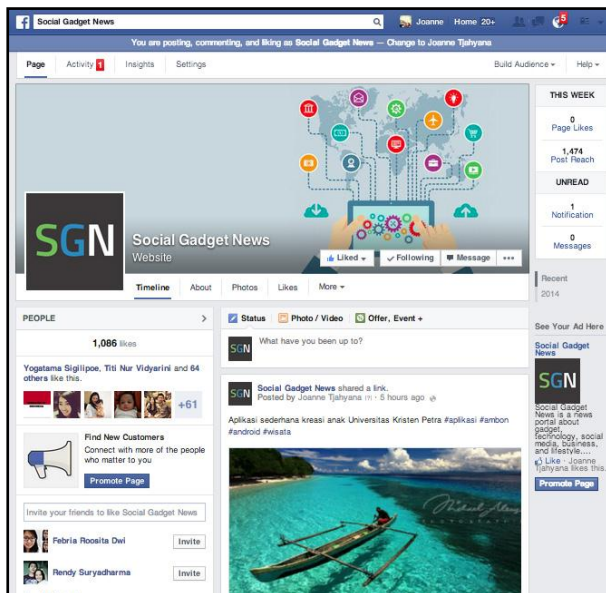 Social Gadget News
Joanne Home 20+
5
You are posting, commenting, and liking as Social Gadget News — Change to Joanne Tjahyana
Page Activity 1 Insights Settings
Build Audience Help
SGN
Social Gadget News
Website
Liked Following Message
Timeline About Photos Likes More
THIS WEEK
0
Page Likes
1,474
Post Reach
UNREAD
1
Notification
0
Messages
Recent
2014
PEOPLE
1,086 likes
Yogatama Sigilipoe, Titi Nur Vidyarini and 64
others like this.
+61
Find New Customers
Connect with more of the people
who matter to you
Promote Page
Invite your friends to like Social Gadget News
Febria Roosita Dwi Invite
Rendy Suryadharma Invite
Status Photo / Video Offer, Event +
SGN
What have you been up to?
SGN
Social Gadget News shared a link.
Posted by Joanne Tjahyana · 5 hours ago
Aplikasi sederhana kreasi anak Universitas Kristen Petra #aplikasi #ambon
#android #wisata
See Your Ad Here
Social Gadget
News
SGN
Social Gadget
News is a news
portal about
gadget,
technology, social
media, business,
and lifestyle....
Like · Joanne
Tjahyana likes this.
Promote Page